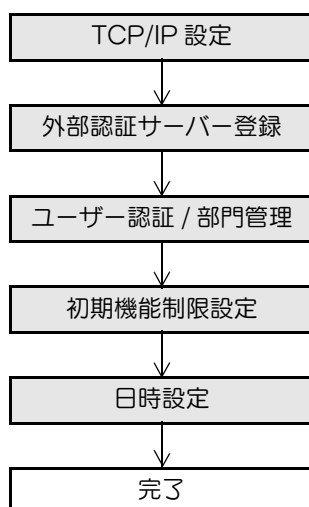 TCP/IP 設定
外部認証サーバー登録
ユーザー認証 / 部門管理
初期機能制限設定
日時設定
完了